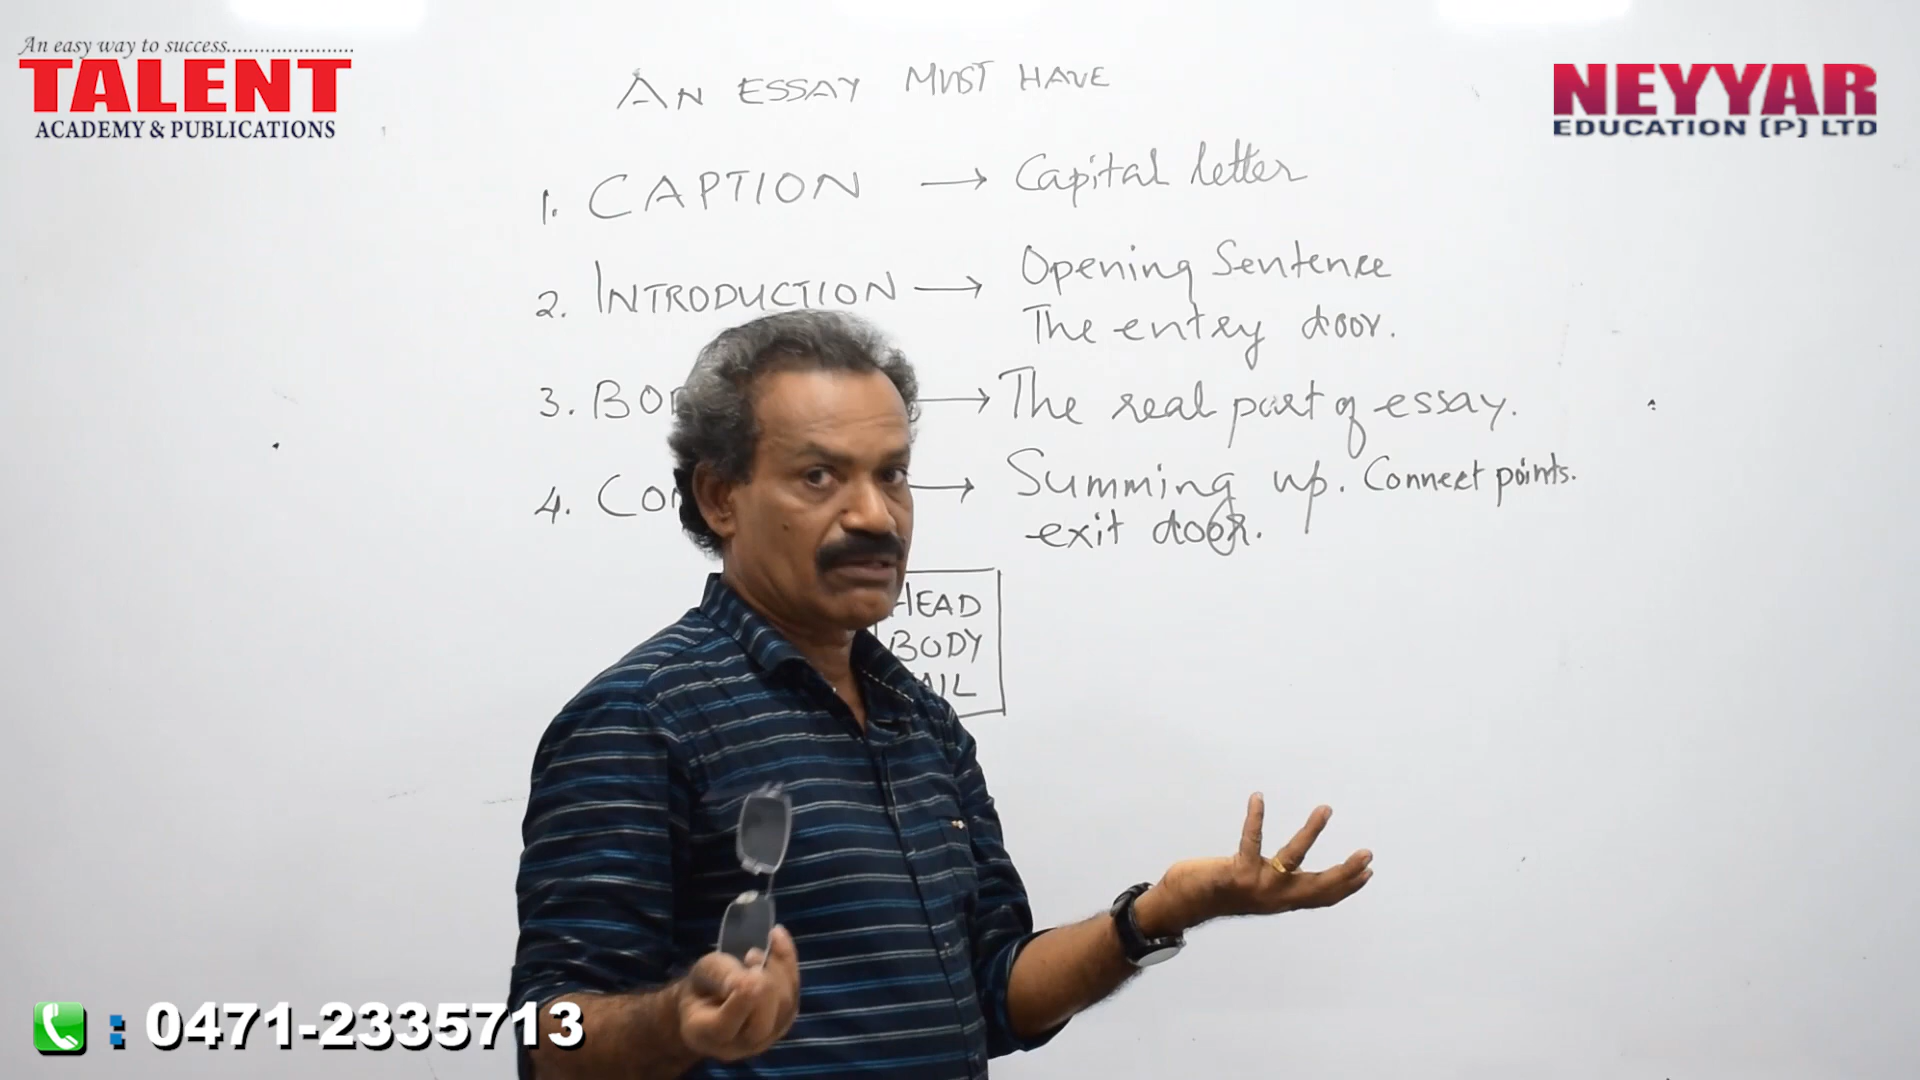 An easy way to success.......................
TALENT
ACADEMY & PUBLICATIONS
NEYYAR
EDUCATION (P) LTD
AN ESSAY MUST HAVE
1. CAPTION → Capital letter
2. INTRODUCTION → Opening Sentence
The entry door.
3. → The real part of essay.
4. → Summing up. Connect points.
exit door.
HEAD
BODY
: 0471-2335713